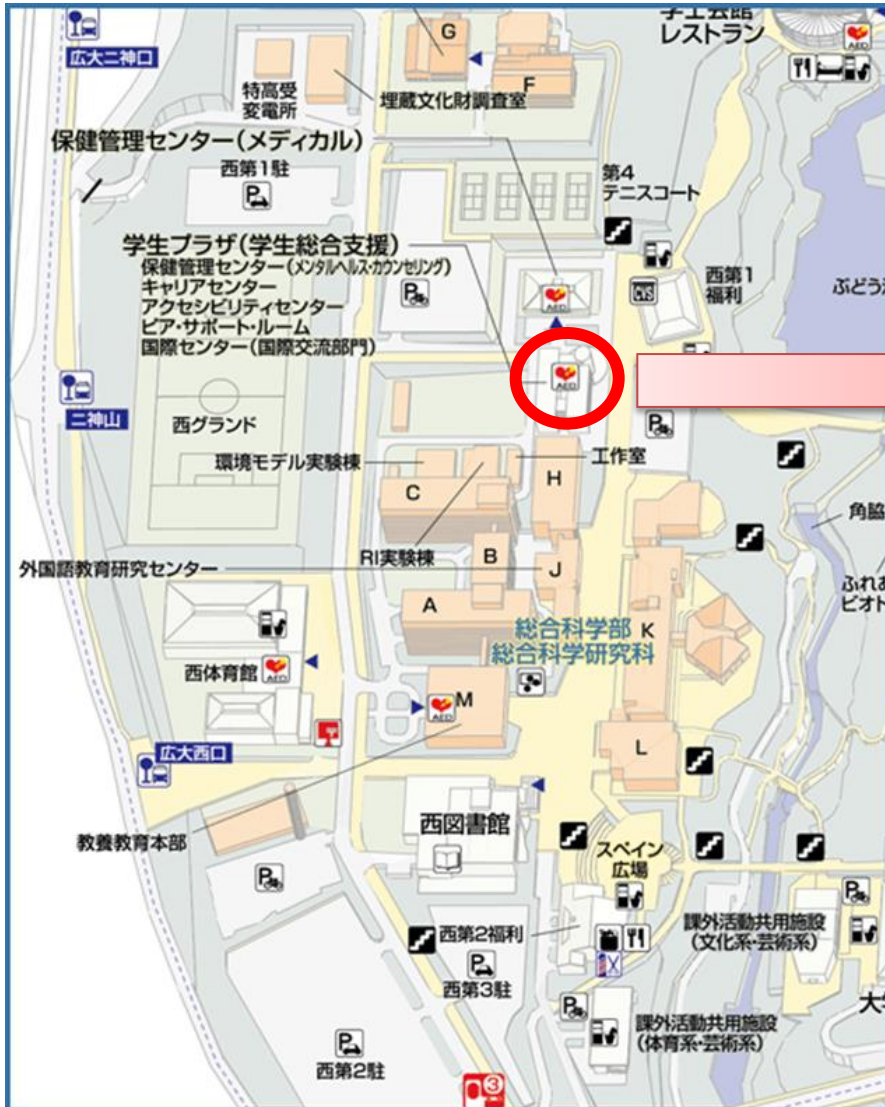 学士会館
レストラン
AED
広大二神口
G
F
特高受
変電所
埋蔵文化財調査室
保健管理センター(メディカル)
西第1駐
P
第4
テニスコート
学生プラザ(学生総合支援)
保健管理センター(メンタルヘルス・カウンセリング)
キャリアセンター
アクセシビリティセンター
ピア・サポート・ルーム
国際センター(国際交流部門)
P
AED
CVS
西第1
福利
ぶどう
AED
二神山
西グランド
P
環境モデル実験棟
工作室
C
H
角脇
RI実験棟
B
外国語教育研究センター
J
ふれあ
ビオト
A
総合科学部
総合科学研究科
K
西体育館
AED
AED
M
広大西口
L
教養教育本部
西図書館
スペイン
広場
P
西第2福利
P
西第3駐
課外活動共用施設
(文化系・芸術系)
P
P
大学
課外活動共用施設
(体育系・芸術系)
P
西第2駐
3